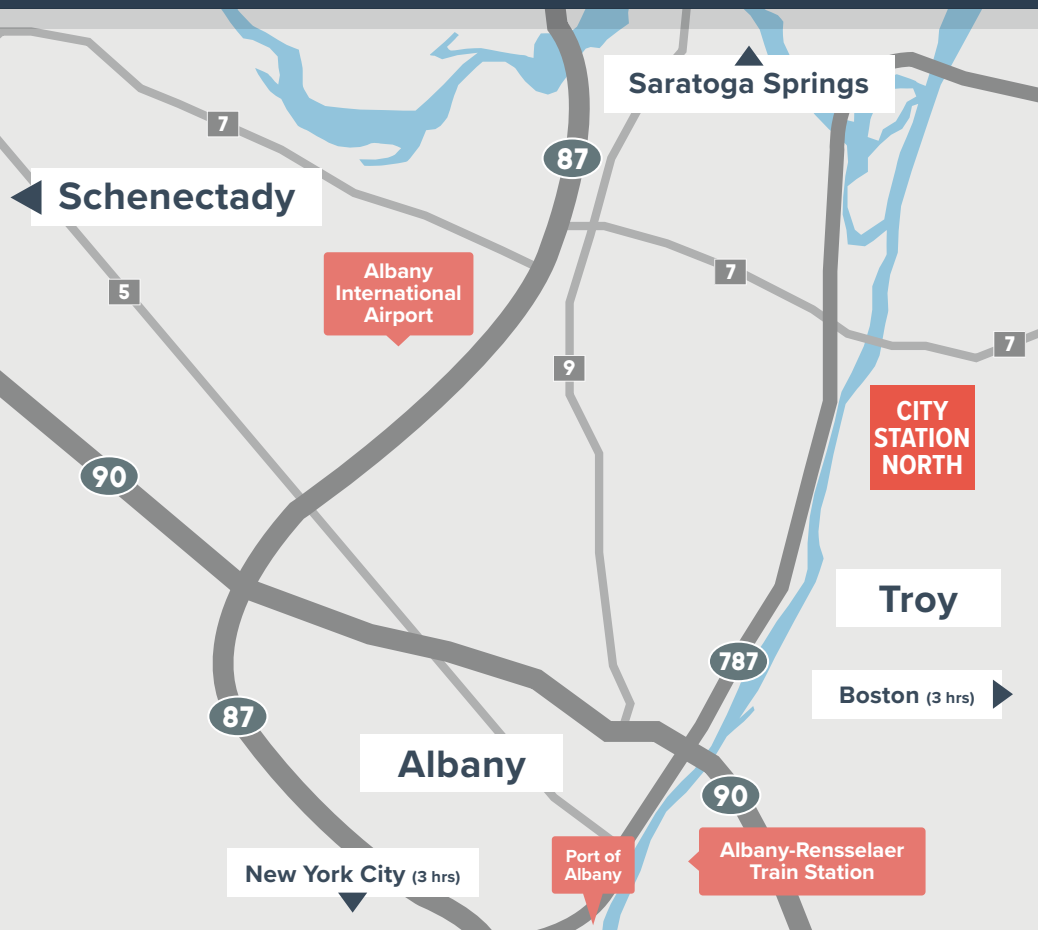 Saratoga Springs
7
87
Schenectady
Albany
International
Airport
7
5
7
9
CITY
STATION
NORTH
90
Troy
787
Boston (3 hrs)
87
Albany
90
Port of
Albany
Albany-Rensselaer
Train Station
New York City (3 hrs)